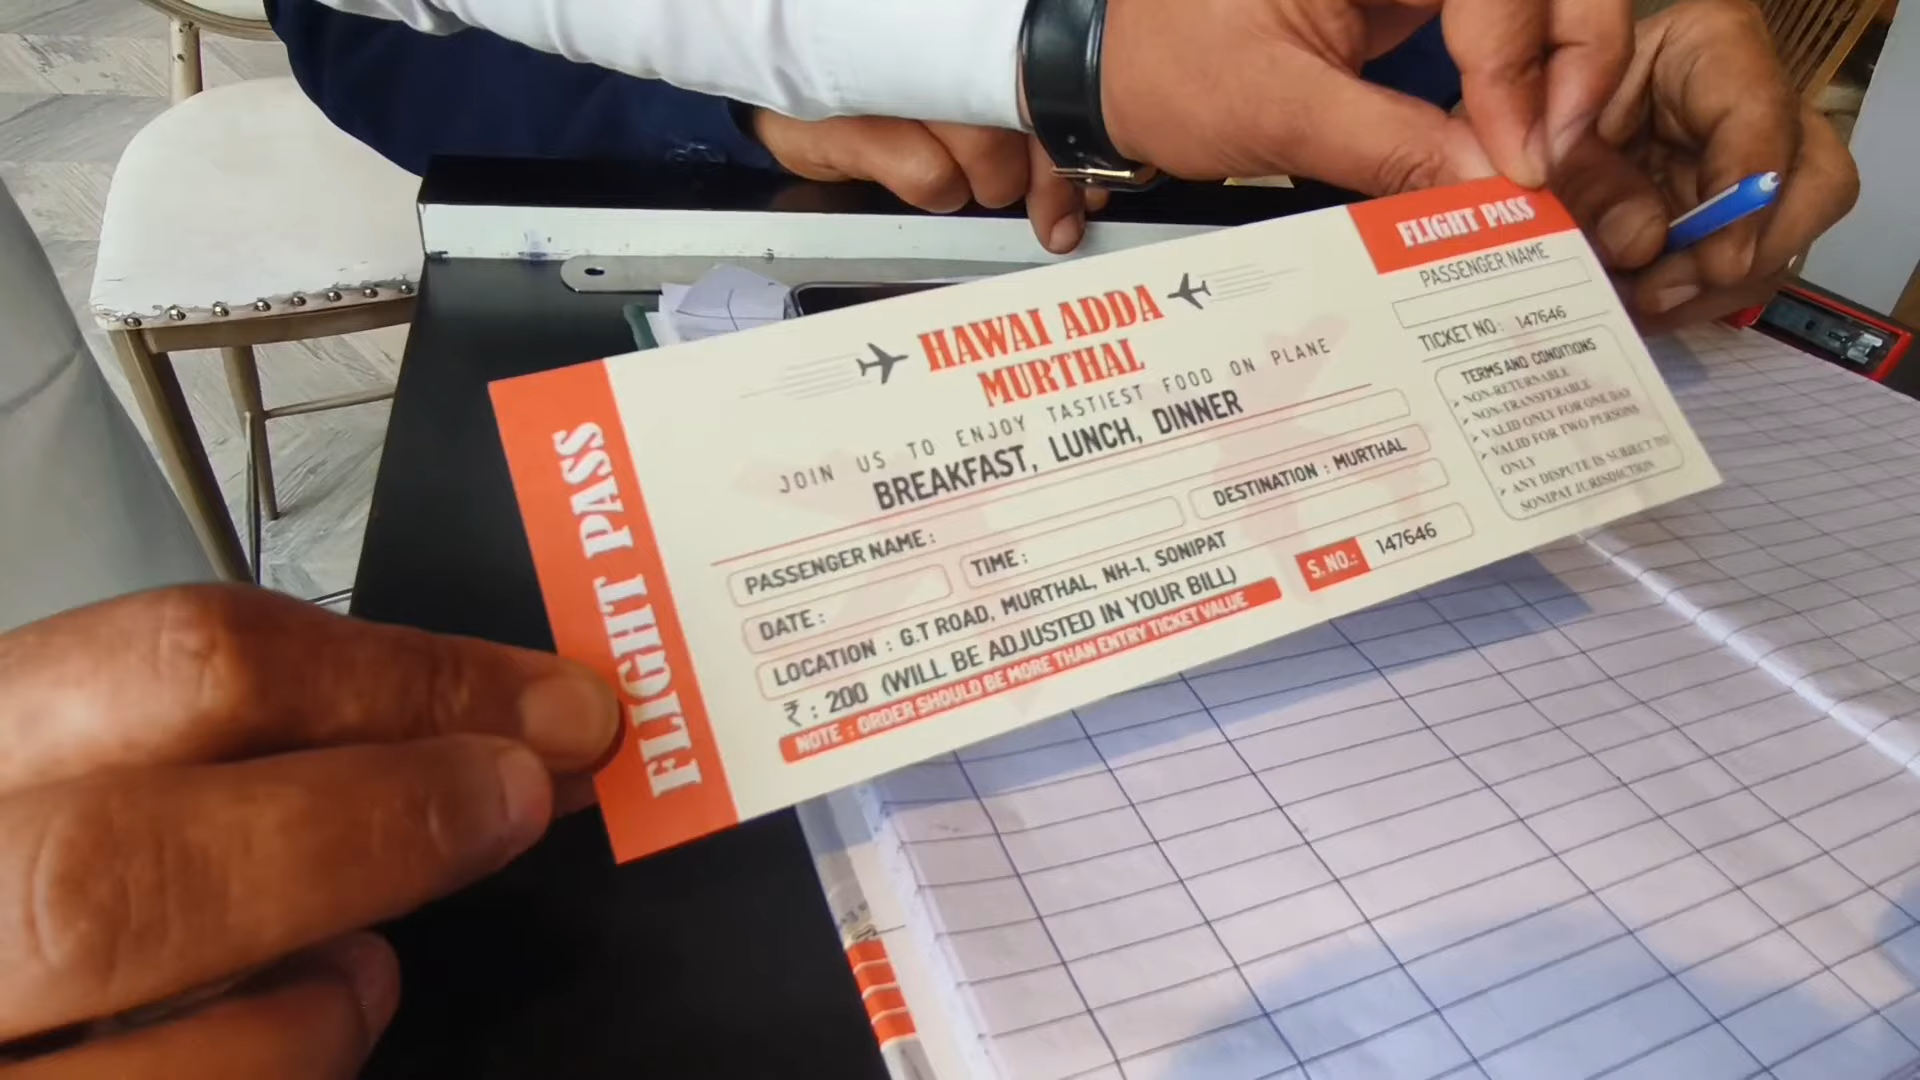 FLIGHT PASS
HAWAI ADDA
MURTHAL
JOIN US TO ENJOY TASTIEST FOOD ON PLANE
BREAKFAST, LUNCH, DINNER
PASSENGER NAME :
DATE :
TIME :
DESTINATION : MURTHAL
LOCATION : G.T ROAD, MURTHAL, NH-1, SONIPAT
₹ : 200 (WILL BE ADJUSTED IN YOUR BILL)
S. NO.: 147646
NOTE : ORDER SHOULD BE MORE THAN ENTRY TICKET VALUE
FLIGHT PASS
PASSENGER NAME
TICKET NO : 147646
TERMS AND CONDITIONS
➢ NON-RETURNABLE
➢ NON-TRANSFERABLE
➢ VALID ONLY FOR ONE DAY
➢ VALID FOR TWO PERSONS
ONLY
➢ ANY DISPUTE IS SUBJECT TO
SONIPAT JURISDICTION